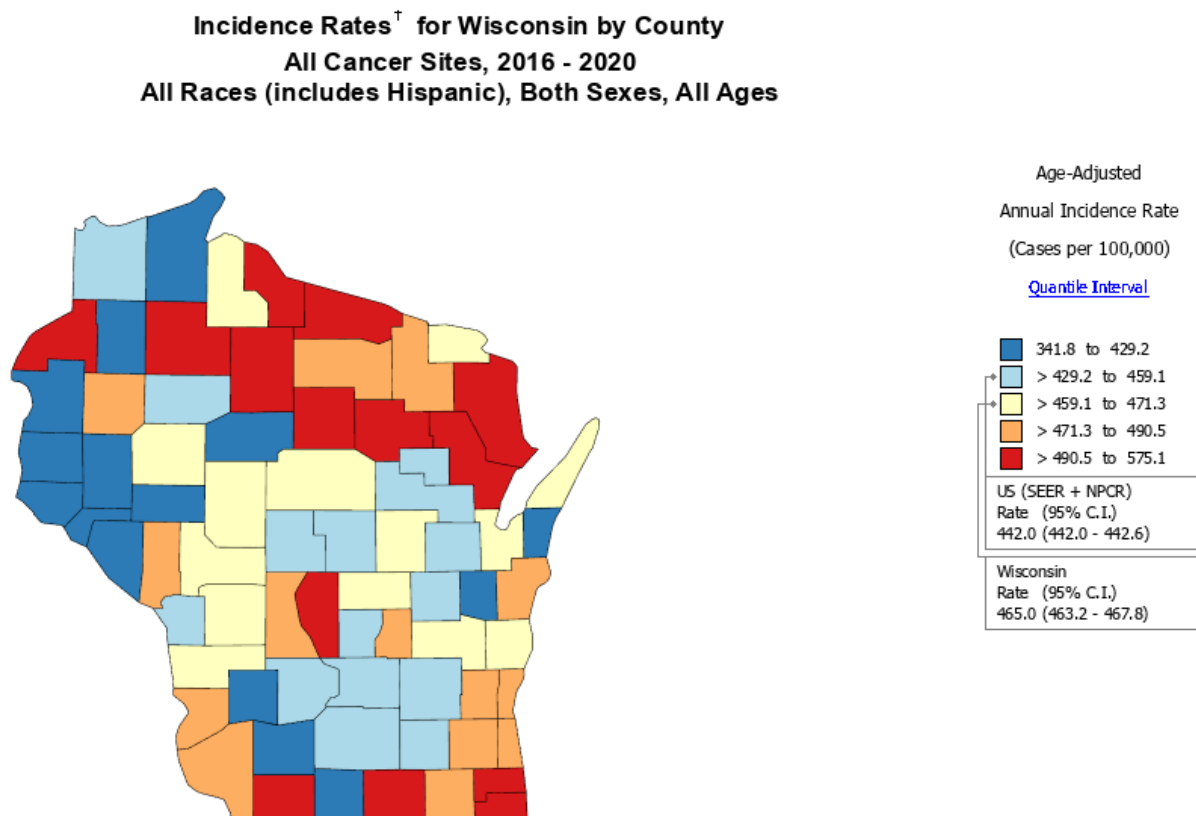 Incidence Rates† for Wisconsin by County
All Cancer Sites, 2016 - 2020
All Races (includes Hispanic), Both Sexes, All Ages
Age-Adjusted
Annual Incidence Rate
(Cases per 100,000)
Quantile Interval
341.8 to 429.2
> 429.2 to 459.1
> 459.1 to 471.3
> 471.3 to 490.5
> 490.5 to 575.1
US (SEER + NPCR)
Rate (95% C.I.)
442.0 (442.0 - 442.6)
Wisconsin
Rate (95% C.I.)
465.0 (463.2 - 467.8)